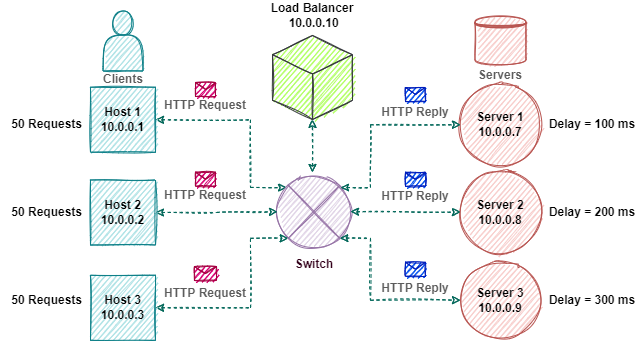 Load Balancer
10.0.0.10
Clients
Servers
50 Requests
Host 1
10.0.0.1
HTTP Request
HTTP Reply
Server 1
10.0.0.7
Delay = 100 ms
50 Requests
Host 2
10.0.0.2
HTTP Request
HTTP Reply
Server 2
10.0.0.8
Delay = 200 ms
Switch
50 Requests
Host 3
10.0.0.3
HTTP Request
HTTP Reply
Server 3
10.0.0.9
Delay = 300 ms